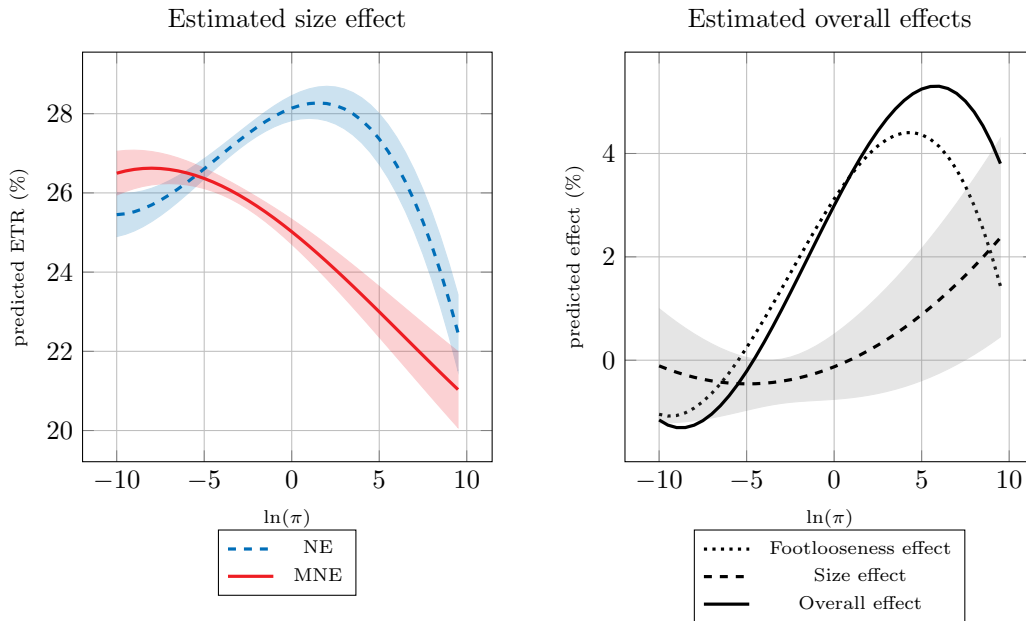 Estimated size effect
predicted ETR (%)
28
26
24
22
20
−10 −5 0 5 10
ln(π)
NE
MNE
Estimated overall effects
predicted effect (%)
4
2
0
−10 −5 0 5 10
ln(π)
Footlooseness effect
Size effect
Overall effect